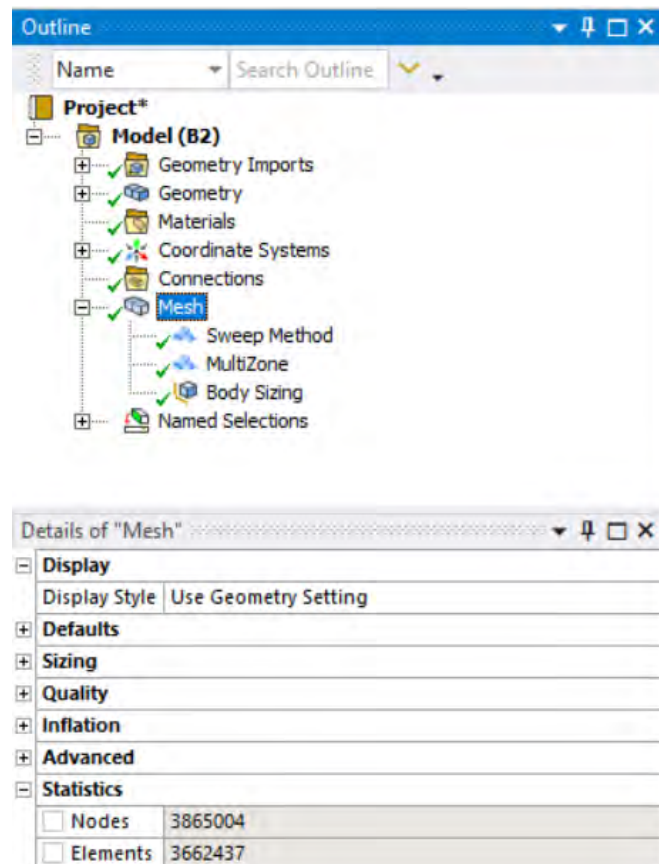 Outline
Name Search Outline
Project*
Model (B2)
Geometry Imports
Geometry
Materials
Coordinate Systems
Connections
Mesh
Sweep Method
MultiZone
Body Sizing
Named Selections
Details of "Mesh"
Display
Display Style Use Geometry Setting
Defaults
Sizing
Quality
Inflation
Advanced
Statistics
Nodes 3865004
Elements 3662437